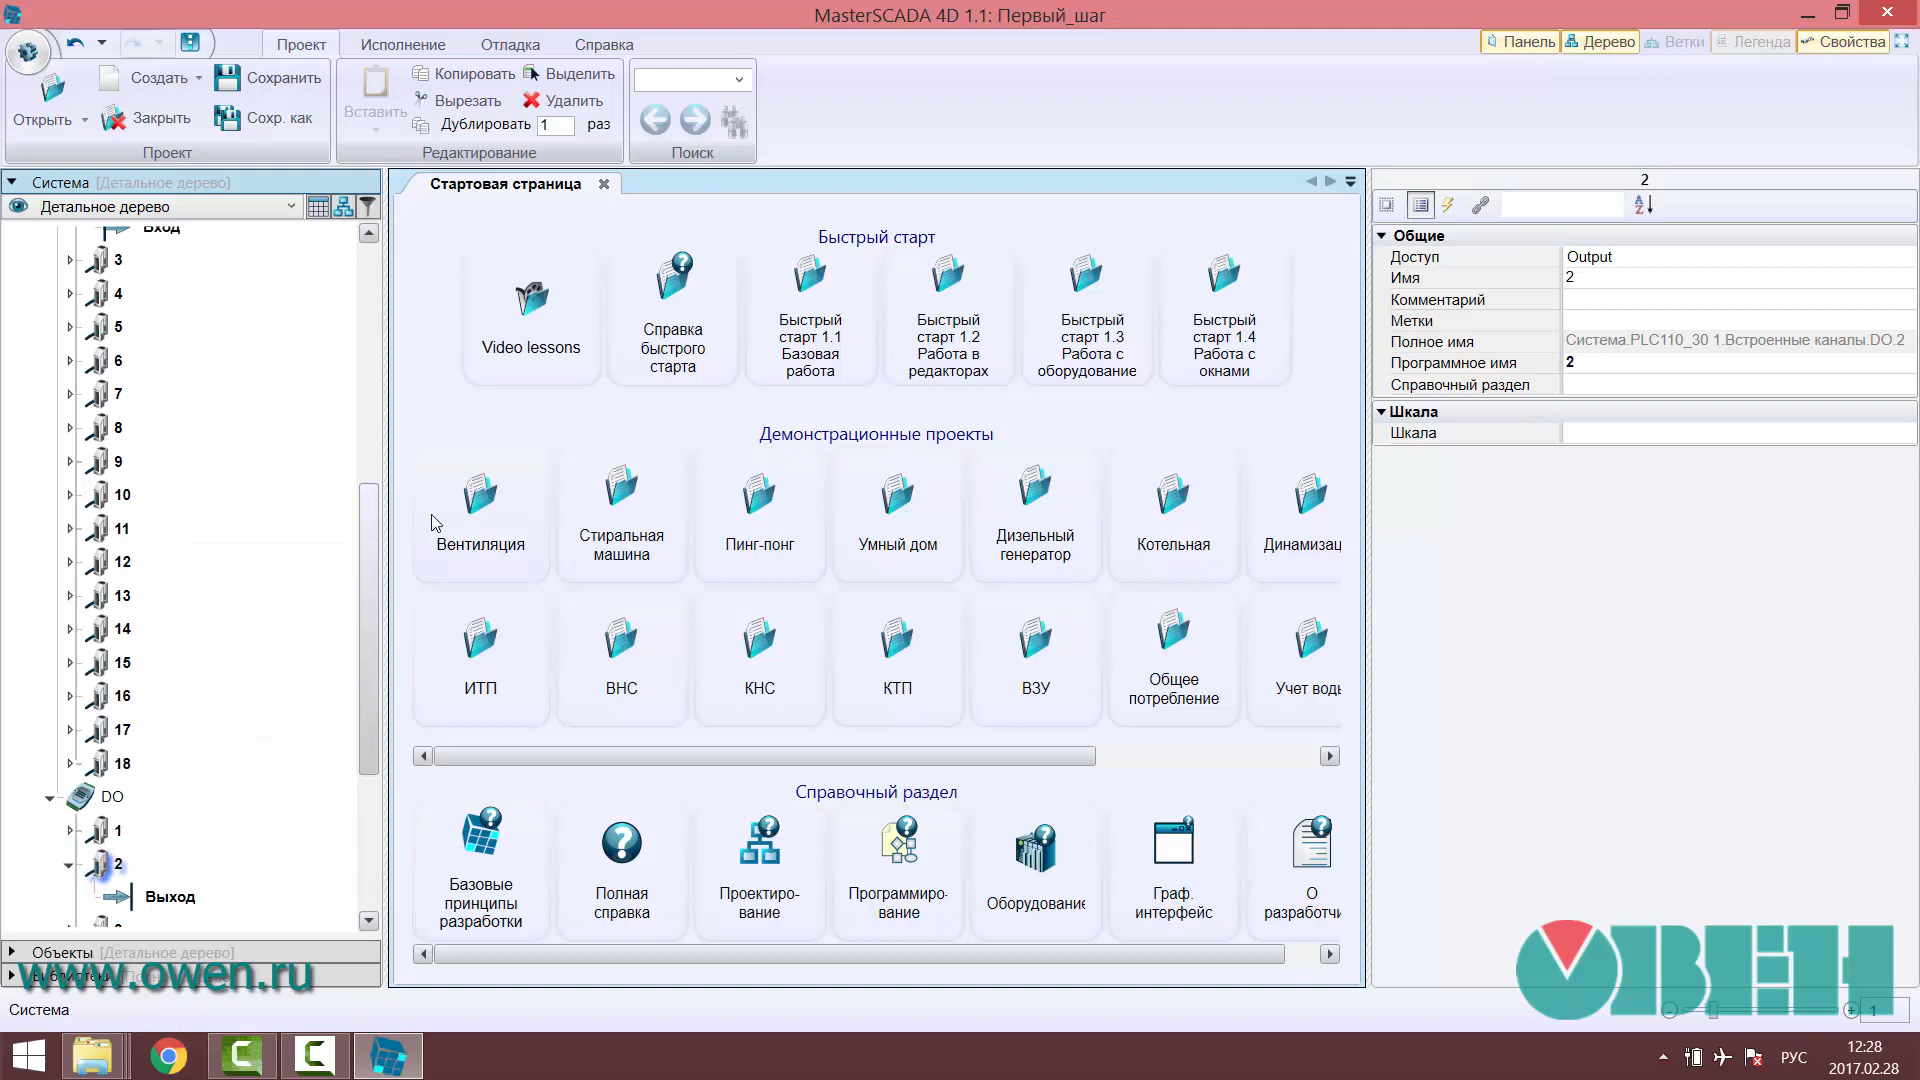 MasterSCADA 4D 1.1: Первый_шаг
Проект Исполнение Отладка Справка
Панель Дерево Ветки Легенда Свойства
Открыть Создать Закрыть Сохранить Сохр. как
Проект
Вставить Копировать Вырезать Дублировать 1 раз Выделить Удалить
Редактирование
Поиск
Система [Детальное дерево]
Детальное дерево
Вход
3
4
5
6
7
8
9
10
11
12
13
14
15
16
17
18
DO
1
2
Выход
Объекты [Детальное дерево]
www.owen.ru
Система
Стартовая страница
Быстрый старт
Video lessons
Справка
быстрого
старта
Быстрый
старт 1.1
Базовая
работа
Быстрый
старт 1.2
Работа в
редакторах
Быстрый
старт 1.3
Работа с
оборудование
Быстрый
старт 1.4
Работа с
окнами
Демонстрационные проекты
Вентиляция
Стиральная
машина
Пинг-понг
Умный дом
Дизельный
генератор
Котельная
Динамизац
ИТП
ВНС
КНС
КТП
ВЗУ
Общее
потребление
Учет водь
Справочный раздел
Базовые
принципы
разработки
Полная
справка
Проектиро-
вание
Программиро-
вание
Оборудование
Граф.
интерфейс
О
разработчи
2
Общие
Доступ Output
Имя 2
Комментарий
Метки
Полное имя Система.PLC110_30 1.Встроенные каналы.DO.2
Программное имя 2
Справочный раздел
Шкала
Шкала
ОВЕН
1
РУС
12:28
2017.02.28